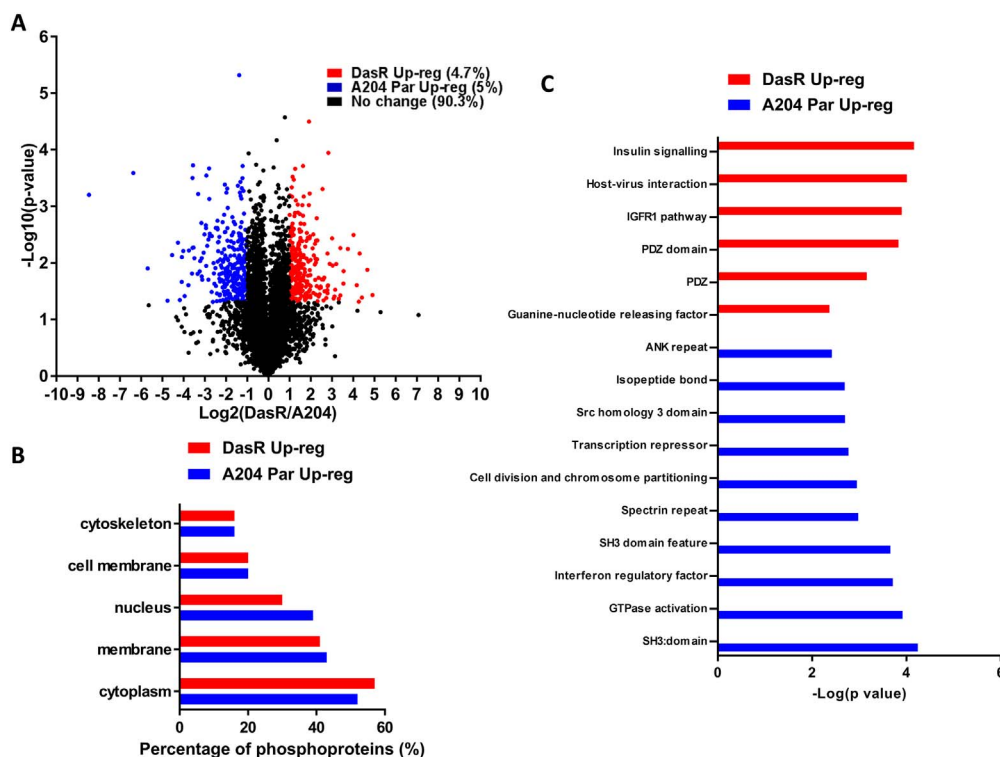 A
6
5
4
3
2
1
0
-Log10(p-value)
DasR Up-reg (4.7%)
A204 Par Up-reg (5%)
No change (90.3%)
-10 -9 -8 -7 -6 -5 -4 -3 -2 -1 0 1 2 3 4 5 6 7 8 9 10
Log2(DasR/A204)
B
DasR Up-reg
A204 Par Up-reg
cytoskeleton
cell membrane
nucleus
membrane
cytoplasm
0 20 40 60
Percentage of phosphoproteins (%)
C
DasR Up-reg
A204 Par Up-reg
Insulin signalling
Host-virus interaction
IGFR1 pathway
PDZ domain
PDZ
Guanine-nucleotide releasing factor
ANK repeat
Isopeptide bond
Src homology 3 domain
Transcription repressor
Cell division and chromosome partitioning
Spectrin repeat
SH3 domain feature
Interferon regulatory factor
GTPase activation
SH3:domain
0 2 4 6
-Log(p value)